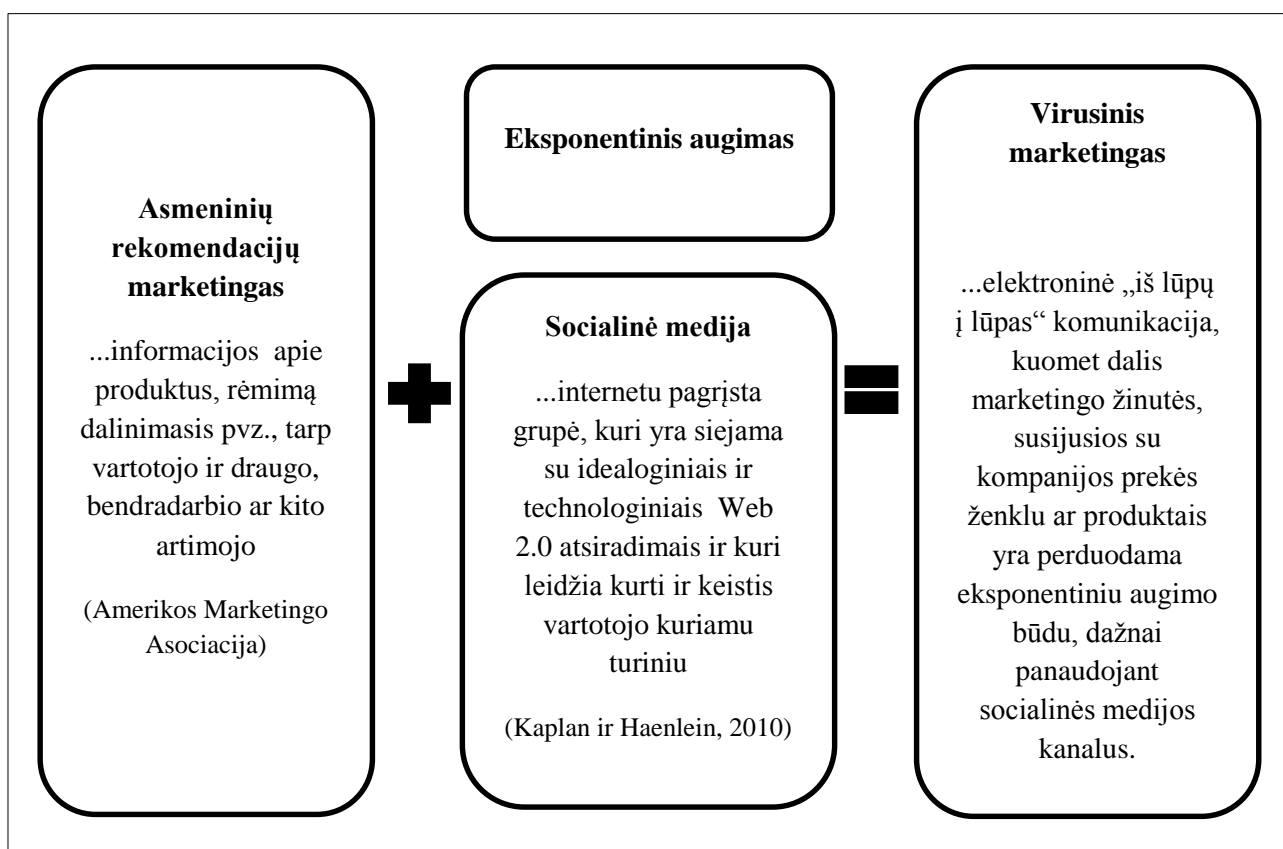 Asmeninių
rekomendacijų
marketingas
...informacijos apie
produktus, rėmimą
dalinimasis pvz., tarp
vartotojo ir draugo,
bendradarbio ar kito
artimojo
(Amerikos Marketingo
Asociacija)
Eksponentinis augimas
Socialinė medija
...internetu pagrįsta
grupė, kuri yra siejama
su idealoginiais ir
technologiniais Web
2.0 atsiradimais ir kuri
leidžia kurti ir keistis
vartotojo kuriamu
turiniu
(Kaplan ir Haenlein, 2010)
Virusinis
marketingas
...elektroninė „iš lūpų
į lūpas“ komunikacija,
kuomet dalis
marketingo žinutės,
susijusios su
kompanijos prekės
ženklu ar produktais
yra perduodama
eksponentiniu augimo
būdu, dažnai
panaudojant
socialinės medijos
kanalus.